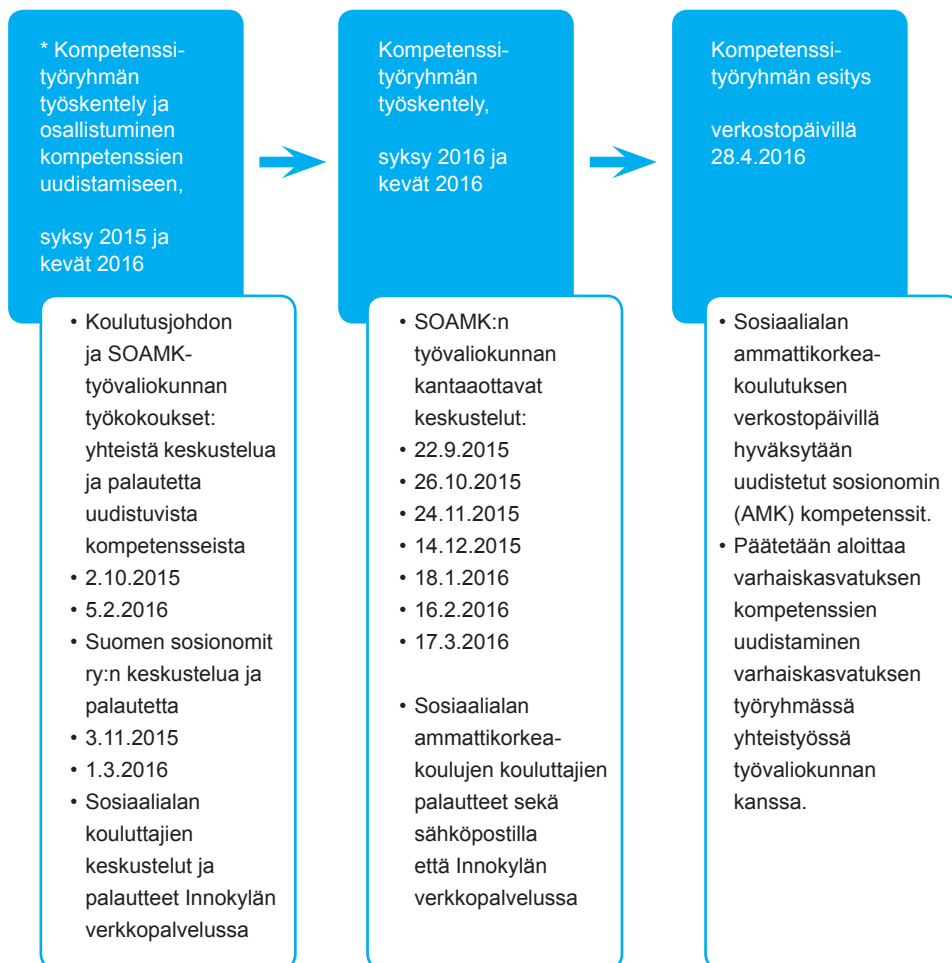 * Kompetenssi-
työryhmän
työskentely ja
osallistuminen
kompetenssien
uudistamiseen,
syksy 2015 ja
kevät 2016
• Koulutusjohdon
ja SOAMK-
työvaliokunnan
työkokoukset:
yhteistä keskustelua
ja palautetta
uudistuvista
kompetensseista
• 2.10.2015
• 5.2.2016
• Suomen sosionomit
ry:n keskustelua ja
palautetta
• 3.11.2015
• 1.3.2016
• Sosiaalialan
kouluttajien
keskustelut ja
palautteet Innokylän
verkkopalvelussa
Kompetenssi-
työryhmän
työskentely,
syksy 2016 ja
kevät 2016
• SOAMK:n
työvaliokunnan
kantaaottavat
keskustelut:
• 22.9.2015
• 26.10.2015
• 24.11.2015
• 14.12.2015
• 18.1.2016
• 16.2.2016
• 17.3.2016
• Sosiaalialan
ammattikorkea-
koulujen kouluttajien
palautteet sekä
sähköpostilla
että Innokylän
verkkopalvelussa
Kompetenssi-
työryhmän esitys
verkostopäivillä
28.4.2016
• Sosiaalialan
ammattikorkea-
koulutuksen
verkostopäivillä
hyväksytään
uudistetut sosionomin
(AMK) kompetenssit.
• Päätetään aloittaa
varhaiskasvatuksen
kompetenssien
uudistaminen
varhaiskasvatuksen
työryhmässä
yhteistyössä
työvaliokunnan
kanssa.